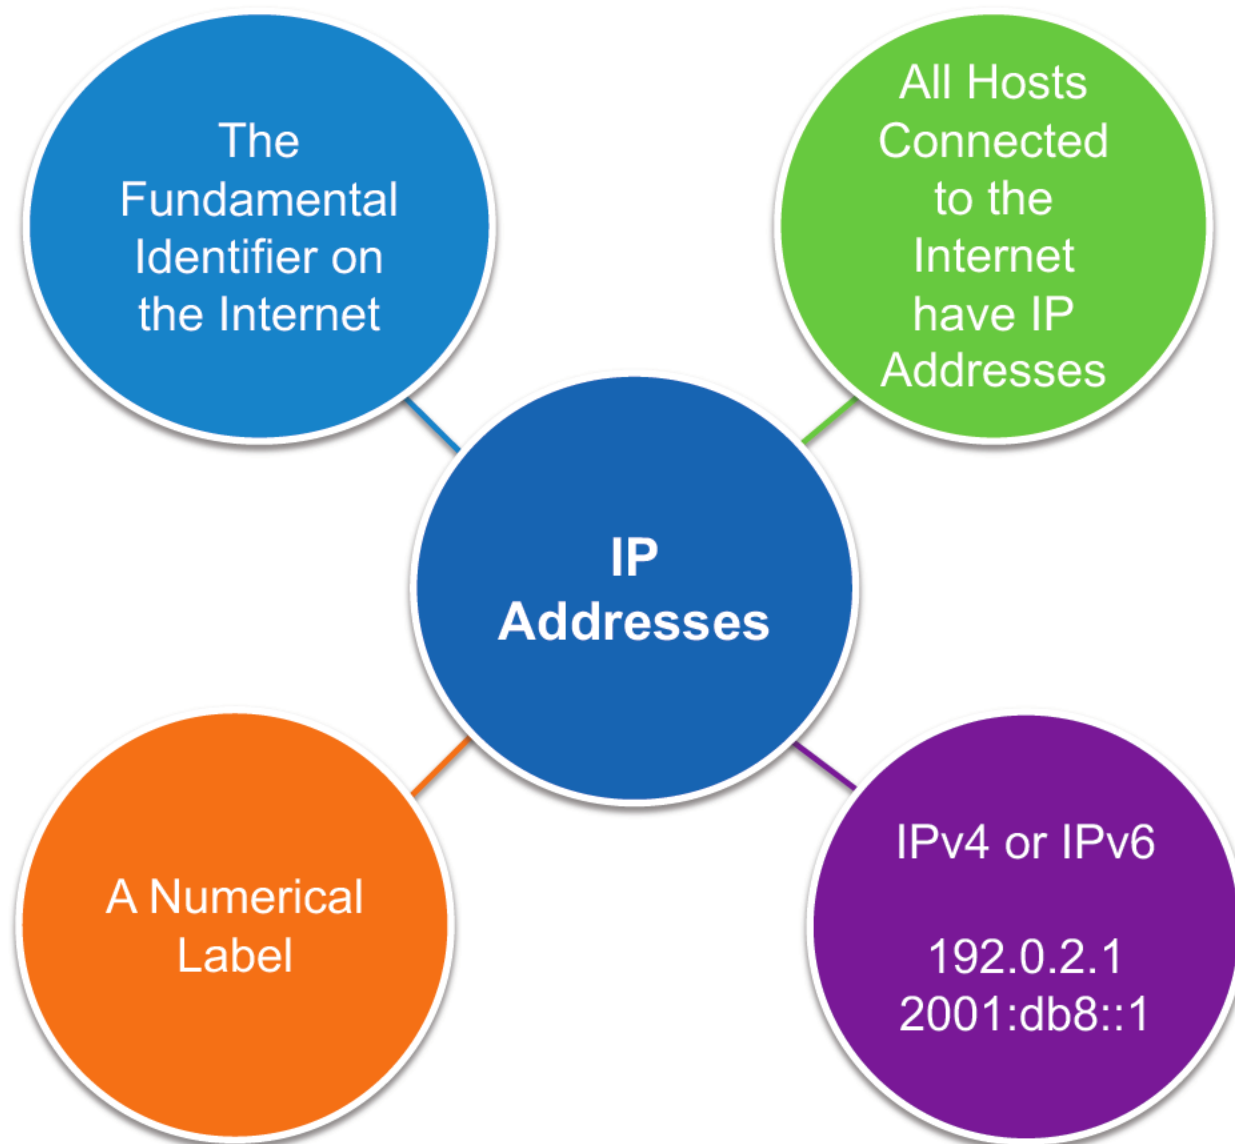 The
Fundamental
Identifier on
the Internet
All Hosts
Connected
to the
Internet
have IP
Addresses
IP
Addresses
A Numerical
Label
IPv4 or IPv6
192.0.2.1
2001:db8::1